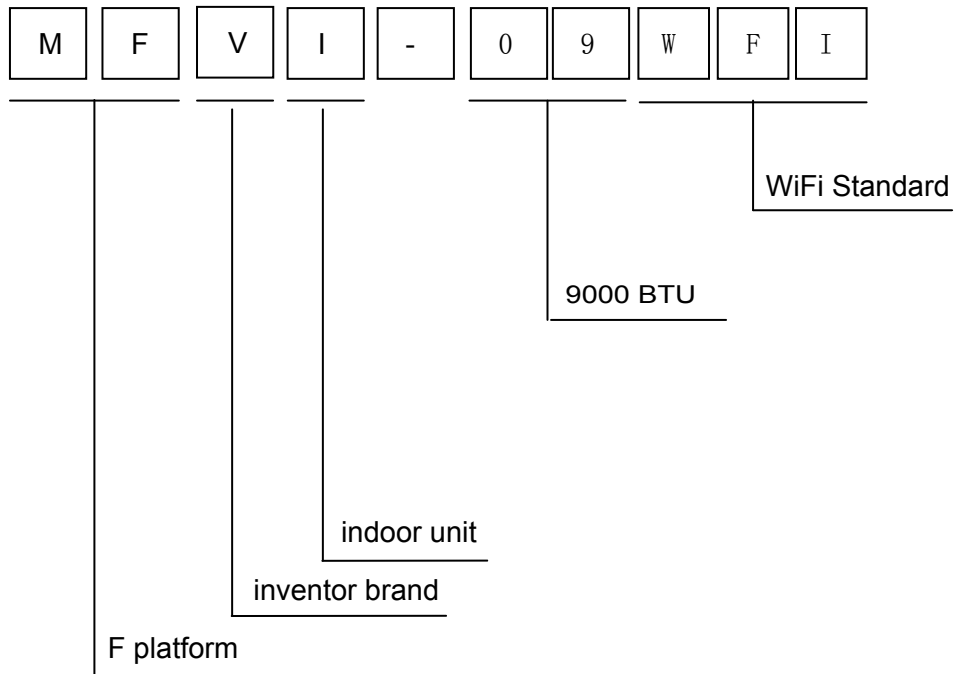 M F V I - 0 9 W F I
WiFi Standard
9000 BTU
indoor unit
inventor brand
F platform